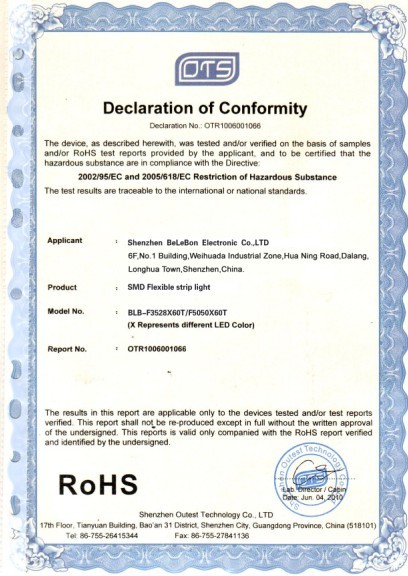 OTS
Declaration of Conformity
Declaration No.: OTR1006001066
The device, as described herewith, was tested and/or verified on the basis of samples
and/or RoHS test reports provided by the applicant, and to be certified that the
hazardous substance are in compliance with the Directive:
2002/95/EC and 2005/618/EC Restriction of Hazardous Substance
The test results are traceable to the international or national standards.
Applicant : Shenzhen BeLeBon Electronic Co.,LTD
6F,No.1 Building,Weihuada Industrial Zone,Hua Ning Road,Dalang,
Longhua Town,Shenzhen,China.
Product : SMD Flexible strip light
Model No. : BLB-F3528X60T/F5050X60T
(X Represents different LED Color)
Report No. : OTR1006001066
The results in this report are applicable only to the devices tested and/or test reports
verified. This report shall not be re-produced except in full without the written approval
of the undersigned. This reports is valid only companied with the RoHS report verified
and identified by the undersigned.
RoHS
Shenzhen Outest Technology Co.
Lab. Director / Cabin
Date: Jun. 04, 2010
Shenzhen Outest Technology Co., LTD
17th Floor, Tianyuan Building, Bao'an 31 District, Shenzhen City, Guangdong Province, China (518101)
Tel: 86-755-26415344 Fax: 86-755-27841136